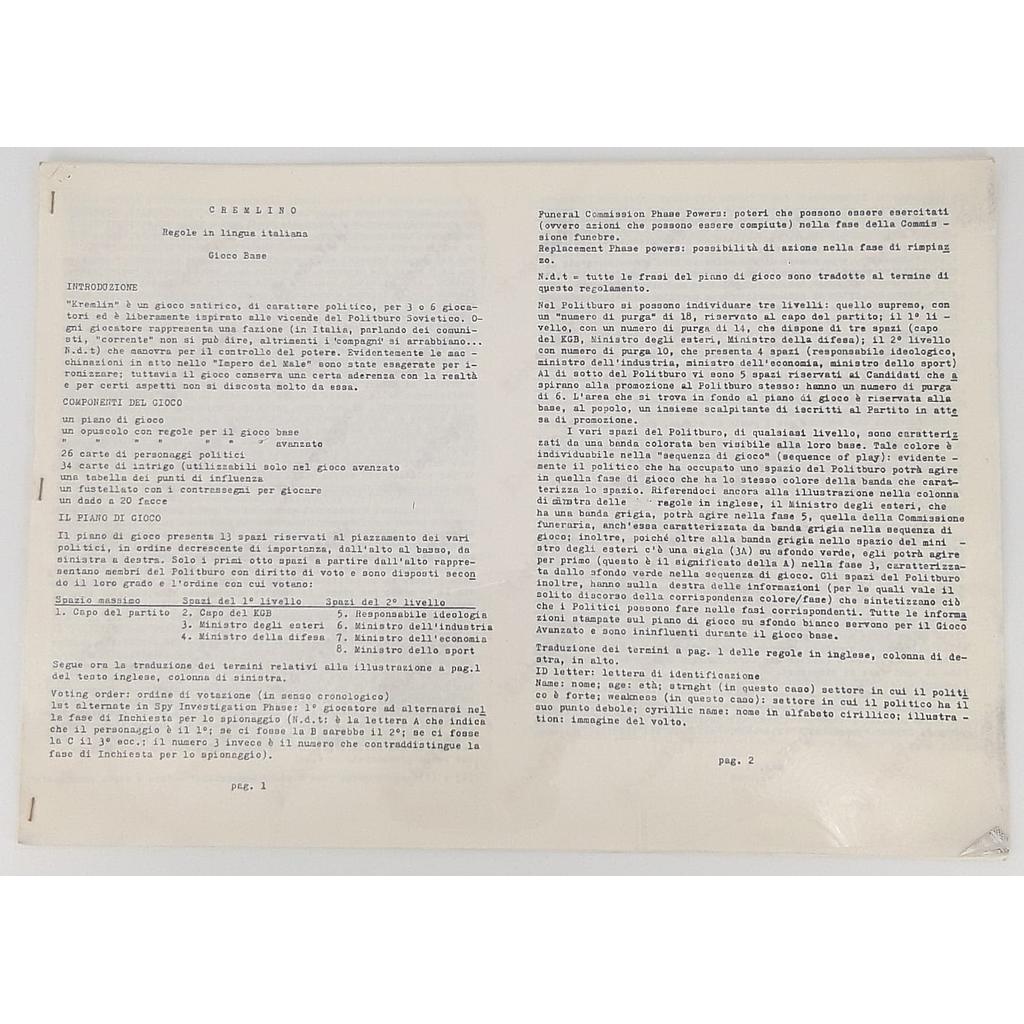 C R E M L I N O
Regole in lingua italiana
Gioco Base
INTRODUZIONE
"Kremlin" è un gioco satirico, di carattere politico, per 3 o 6 gioca-
tori ed è liberamente ispirato alle vicende del Politburo Sovietico. O-
gni giocatore rappresenta una fazione (in Italia, parlando dei comuni-
sti, "corrente" non si può dire, altrimenti i 'compagni' si arrabbiano...
N.d.t) che manovra per il controllo del potere. Evidentemente le mac -
chinazioni in atto nello "Impero del Male" sono state esagerate per i-
ronizzare; tuttavia il gioco conserva una certa aderenza con la realtà
e per certi aspetti non si discosta molto da essa.
COMPONENTI DEL GIOCO
un piano di gioco
un opuscolo con regole per il gioco base
" " " " " " " avanzato
26 carte di personaggi politici
34 carte di intrigo (utilizzabili solo nel gioco avanzato
una tabella dei punti di influenza
un fustellato con i contrassegni per giocare
un dado a 20 facce
IL PIANO DI GIOCO
Il piano di gioco presenta 13 spazi riservati al piazzamento dei vari
politici, in ordine decrescente di importanza, dall'alto al basso, da
sinistra a destra. Solo i primi otto spazi a partire dall'alto rappre-
sentano membri del Politburo con diritto di voto e sono disposti secon
do il loro grado e l'ordine con cui votano:
Spazio massimo Spazi del 1° livello Spazi del 2° livello
1. Capo del partito 2. Capo del KGB 5. Responsabile ideologia
3. Ministro degli esteri 6. Ministro dell'industria
4. Ministro della difesa 7. Ministro dell'economia
8. Ministro dello sport
Segue ora la traduzione dei termini relativi alla illustrazione a pag.1
del testo inglese, colonna di sinistra.
Voting order: ordine di votazione (in senso cronologico)
1st alternate in Spy Investigation Phase: 1° giocatore ad alternarsi nel
la fase di Inchiesta per lo spionaggio (N.d.t: è la lettera A che indica
che il personaggio è il 1°; se ci fosse la B sarebbe il 2°; se ci fosse
la C il 3° ecc.; il numero 3 invece è il numero che contraddistingue la
fase di Inchiesta per lo spionaggio).
pag. 1
Funeral Commission Phase Powers: poteri che possono essere esercitati
(ovvero azioni che possono essere compiute) nella fase della Commis -
sione funebre.
Replacement Phase powers: possibilità di azione nella fase di rimpiaz
zo.
N.d.t = tutte le frasi del piano di gioco sono tradotte al termine di
questo regolamento.
Nel Politburo si possono individuare tre livelli: quello supremo, con
un "numero di purga" di 18, riservato al capo del partito; il 1° li -
vello, con un numero di purga di 14, che dispone di tre spazi (capo
del KGB, Ministro degli esteri, Ministro della difesa); il 2° livello
con numero di purga 10, che presenta 4 spazi (responsabile ideologico,
ministro dell'industria, ministro dell'economia, ministro dello sport)
Al di sotto del Politburo vi sono 5 spazi riservati ai Candidati che a
spirano alla promozione al Politburo stesso: hanno un numero di purga
di 6. L'area che si trova in fondo al piano di gioco è riservata alla
base, al popolo, un insieme scalpitante di iscritti al Partito in atte
sa di promozione.
I vari spazi del Politburo, di qualsiasi livello, sono caratteriz
zati da una banda colorata ben visibile alla loro base. Tale colore è
individuabile nella "sequenza di gioco" (sequence of play): evidente -
mente il politico che ha occupato uno spazio del Politburo potrà agire
in quella fase di gioco che ha lo stesso colore della banda che carat-
terizza lo spazio. Riferendoci ancora alla illustrazione nella colonna
di sinistra delle regole in inglese, il Ministro degli esteri, che
ha una banda grigia, potrà agire nella fase 5, quella della Commissione
funeraria, anch'essa caratterizzata da banda grigia nella sequenza di
gioco; inoltre, poiché oltre alla banda grigia nello spazio del mini -
stro degli esteri c'è una sigla (3A) su sfondo verde, egli potrà agire
per primo (questo è il significato della A) nella fase 3, caratterizza-
ta dallo sfondo verde nella sequenza di gioco. Gli spazi del Politburo
inoltre, hanno sulla destra delle informazioni (per le quali vale il
solito discorso della corrispondenza colore/fase) che sintetizzano ciò
che i Politici possono fare nelle fasi corrispondenti. Tutte le informa
zioni stampate sul piano di gioco su sfondo bianco servono per il Gioco
Avanzato e sono ininfluenti durante il gioco base.
Traduzione dei termini a pag. 1 delle regole in inglese, colonna di de-
stra, in alto.
ID letter: lettera di identificazione
Name: nome; age: età; strnght (in questo caso) settore in cui il politi
co è forte; weakness (in questo caso): settore in cui il politico ha il
suo punto debole; cyrillic name: nome in alfabeto cirillico; illustra -
tion: immagine del volto.
pag. 2